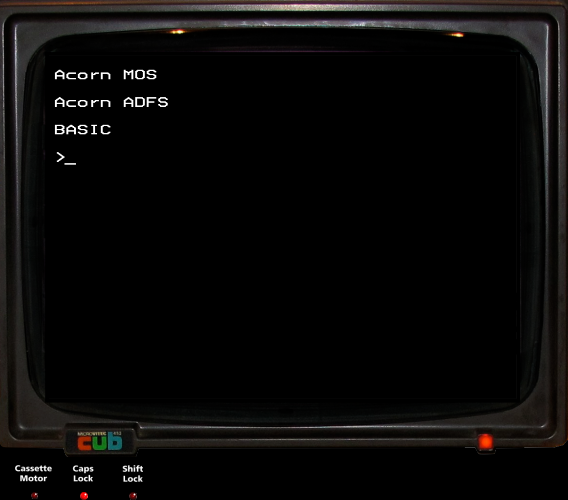 Acorn MOS
Acorn ADFS
BASIC
>_
cub
Cassette Motor
Caps Lock
Shift Lock